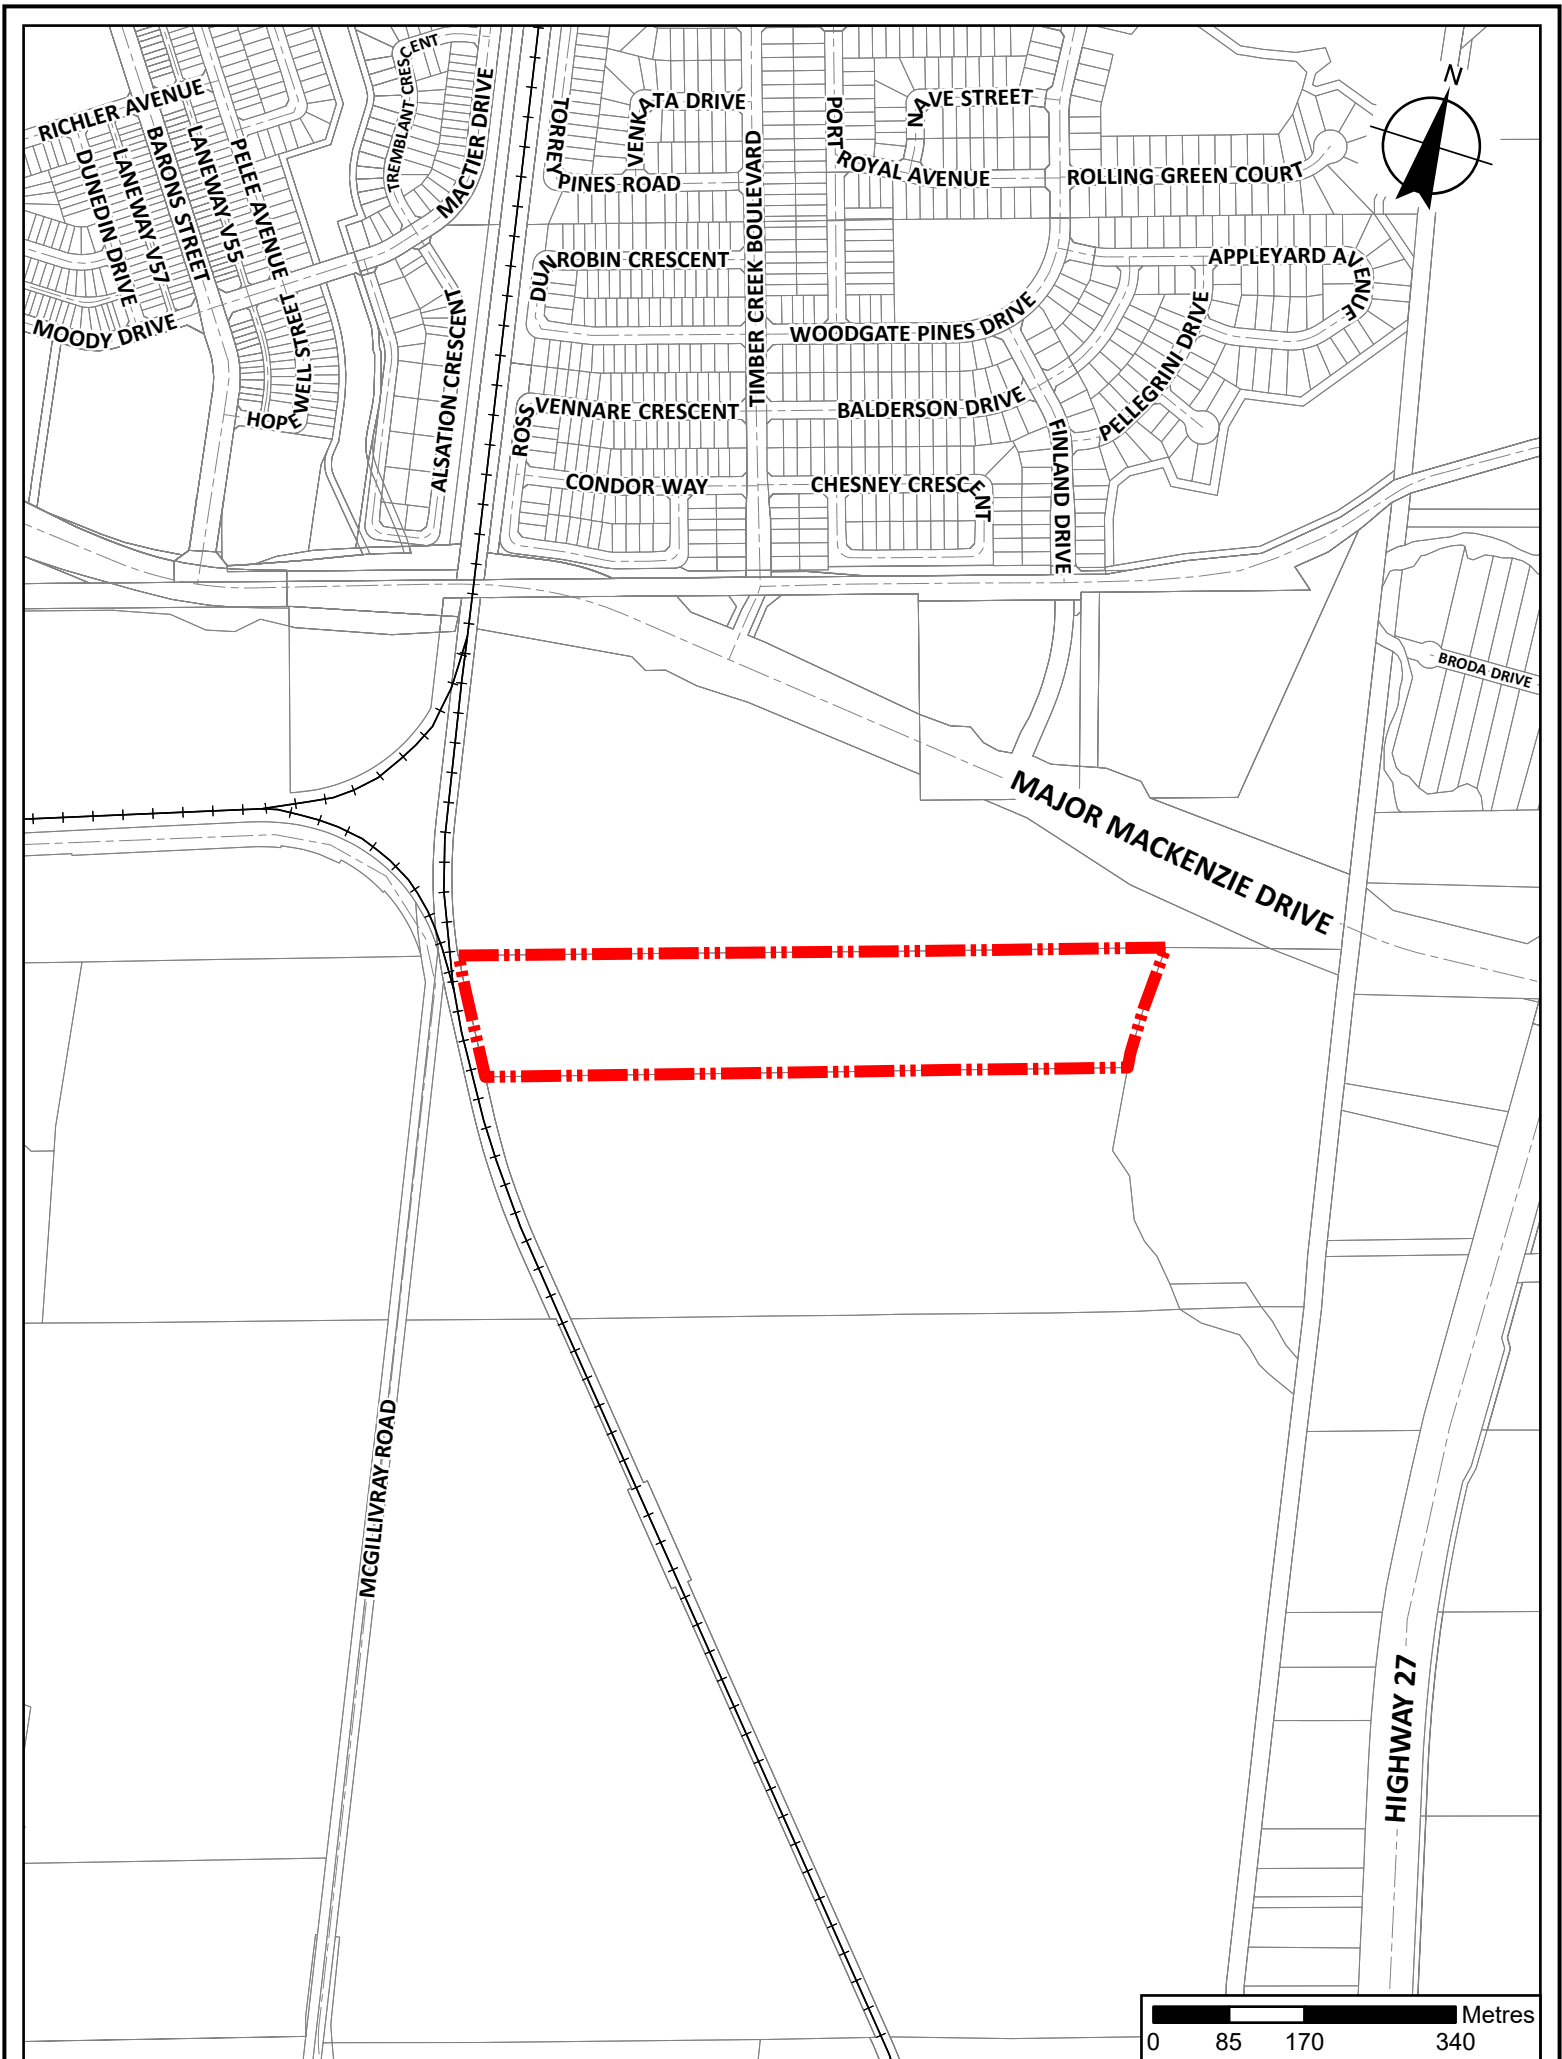 N
RICHLER AVENUE
DUNEDIN DRIVE
LANEWAY V57
BARONS STREET
LANEWAY V55
PELEE AVENUE
TREMBLANT CRESCENT
MACTIER DRIVE
MOODY DRIVE
HOPEWELL STREET
ALSATION CRESCENT
TORREY PINES ROAD
VENKATA DRIVE
TIMBER CREEK BOULEVARD
PORT ROYAL AVENUE
NAVE STREET
ROLLING GREEN COURT
DUNROBIN CRESCENT
APPLEYARD AVENUE
WOODGATE PINES DRIVE
PELLEGRINI DRIVE
ROSS VENNARE CRESCENT
BALDERSON DRIVE
FINLAND DRIVE
CONDOR WAY
CHESNEY CRESCENT
BRODA DRIVE
MAJOR MACKENZIE DRIVE
MCGILLIVRAY ROAD
HIGHWAY 27
Metres
0 85 170 340